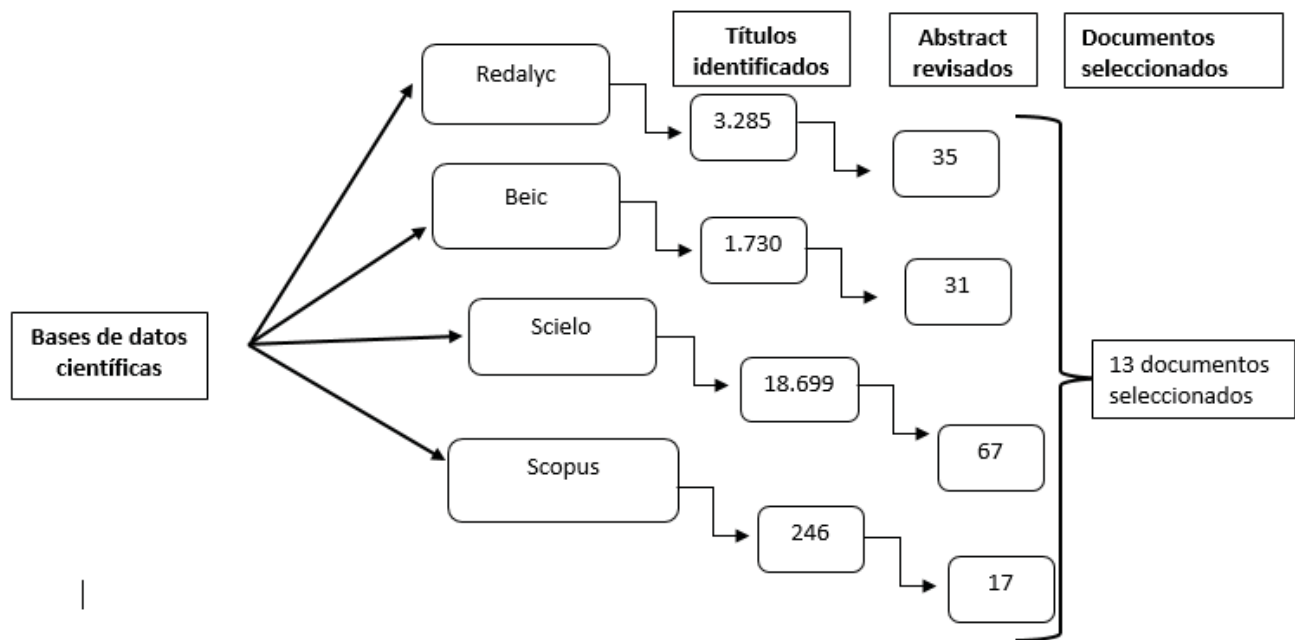 Títulos
identificados
Abstract
revisados
Documentos
seleccionados
Redalyc
3.285
35
Beic
1.730
31
Scielo
18.699
67
Bases de datos
científicas
13 documentos
seleccionados
Scopus
246
17